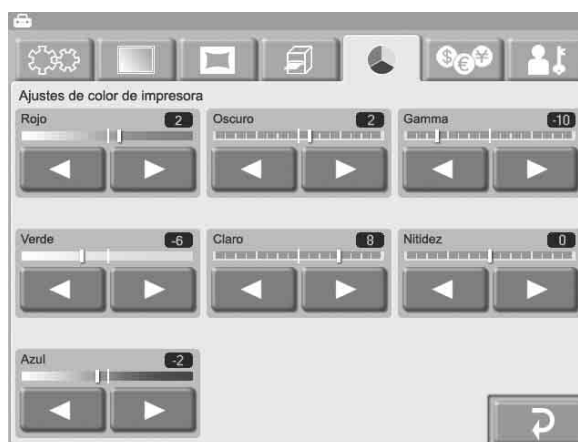 Ajustes de color de impresora
Rojo 2
Oscuro 2
Gamma -10
Verde -6
Claro 8
Nitidez 0
Azul -2